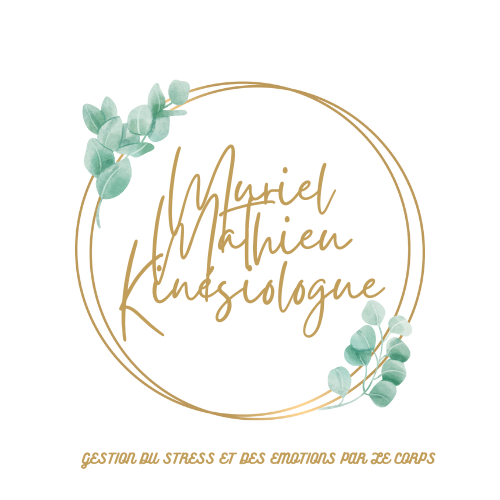 Muriel
Mathieu
Kinésiologue
GESTION DU STRESS ET DES EMOTIONS PAR LE CORPS